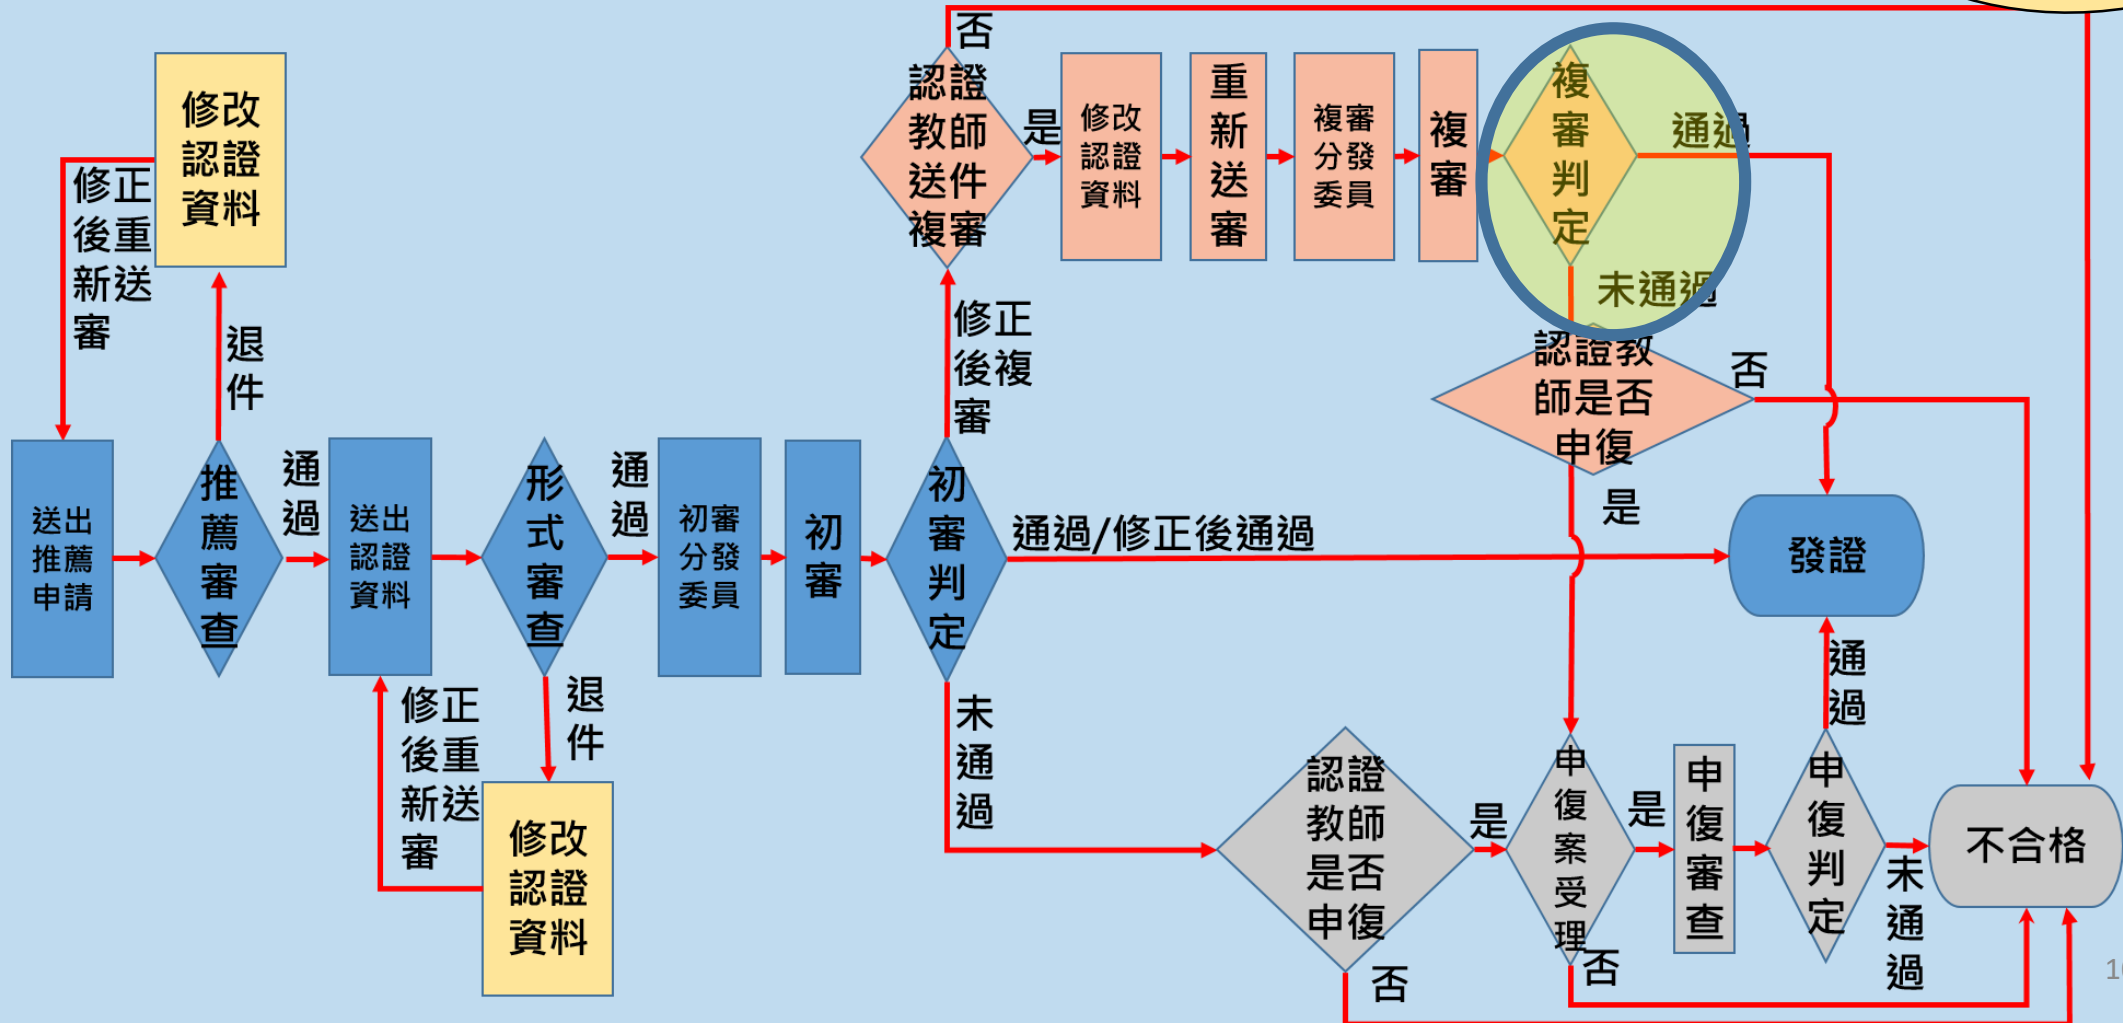 否
認證
教師
送件
複審
是
修改
認證
資料
重
新
送
審
複審
分發
委員
複
審
複
審
判
定
通過
未通過
修改
認證
資料
修正
後重
新送
審
退
件
修正
後複
審
認證教
師是否
申復
否
是
送出
推薦
申請
推
薦
審
查
通
過
送出
認證
資料
形
式
審
查
通
過
初審
分發
委員
初
審
初
審
判
定
通過/修正後通過
發證
修正
後重
新送
審
退
件
修改
認證
資料
未
通
過
認證
教師
是否
申復
是
否
申
復
案
受
理
是
否
申
復
審
查
申
復
判
定
通
過
未
通
過
不合格